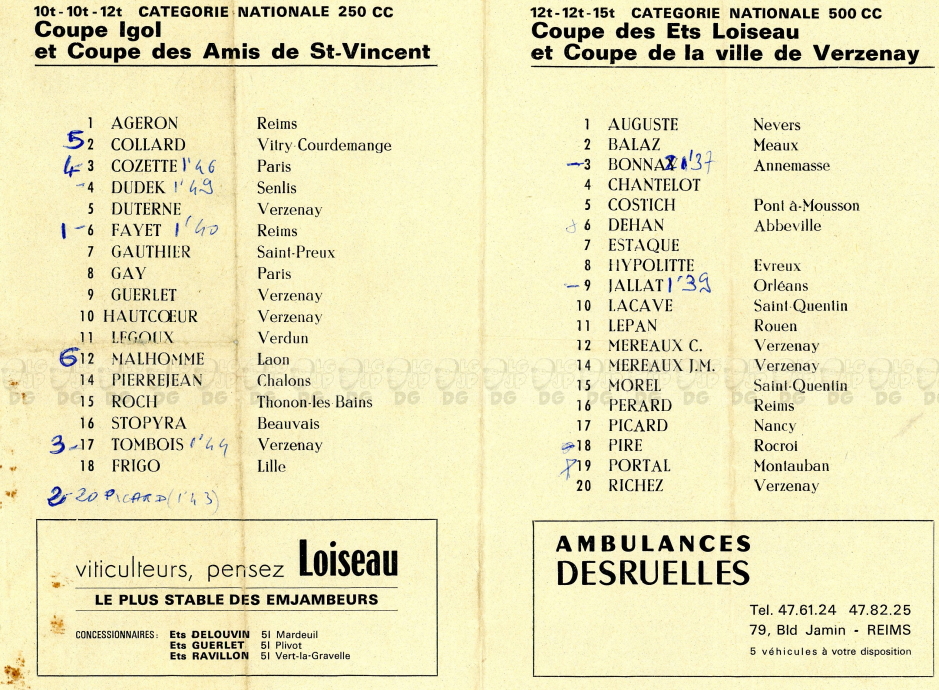 10t - 10t - 12t CATEGORIE NATIONALE 250 CC
Coupe Igol
et Coupe des Amis de St-Vincent
1 AGERON Reims
5 2 COLLARD Vitry-Courdemange
4- 3 COZETTE 1'46 Paris
- 4 DUDEK 1'49 Senlis
5 DUTERNE Verzenay
1 - 6 FAYET 1'40 Reims
7 GAUTHIER Saint-Preux
8 GAY Paris
9 GUERLET Verzenay
10 HAUTCŒUR Verzenay
11 LEGOUX Verdun
6 12 MALHOMME Laon
14 PIERREJEAN Chalons
15 ROCH Thonon-les-Bains
16 STOPYRA Beauvais
3 - 17 TOMBOIS 1'44 Verzenay
18 FRIGO Lille
2 - 20 PICARD (1'43)
viticulteurs, pensez Loiseau
LE PLUS STABLE DES EMJAMBEURS
CONCESSIONNAIRES: Ets DELOUVIN 51 Mardeuil
Ets GUERLET 51 Plivot
Ets RAVILLON 51 Vert-la-Gravelle
12t - 12t - 15t CATEGORIE NATIONALE 500 CC
Coupe des Ets Loiseau
et Coupe de la ville de Verzenay
1 AUGUSTE Nevers
2 BALAZ Meaux
- 3 BONNAZ 1'37 Annemasse
4 CHANTELOT
5 COSTICH Pont à-Mousson
6 DEHAN Abbeville
7 ESTAQUE
8 HYPOLITTE Evreux
- 9 JALLAT 1'39 Orléans
10 LACAVE Saint-Quentin
11 LEPAN Rouen
12 MEREAUX C. Verzenay
14 MEREAUX J.M. Verzenay
15 MOREL Saint-Quentin
16 PERARD Reims
17 PICARD Nancy
18 PIRE Rocroi
19 PORTAL Montauban
20 RICHEZ Verzenay
AMBULANCES
DESRUELLES
Tel. 47.61.24 47.82.25
79, Bld Jamin - REIMS
5 véhicules à votre disposition